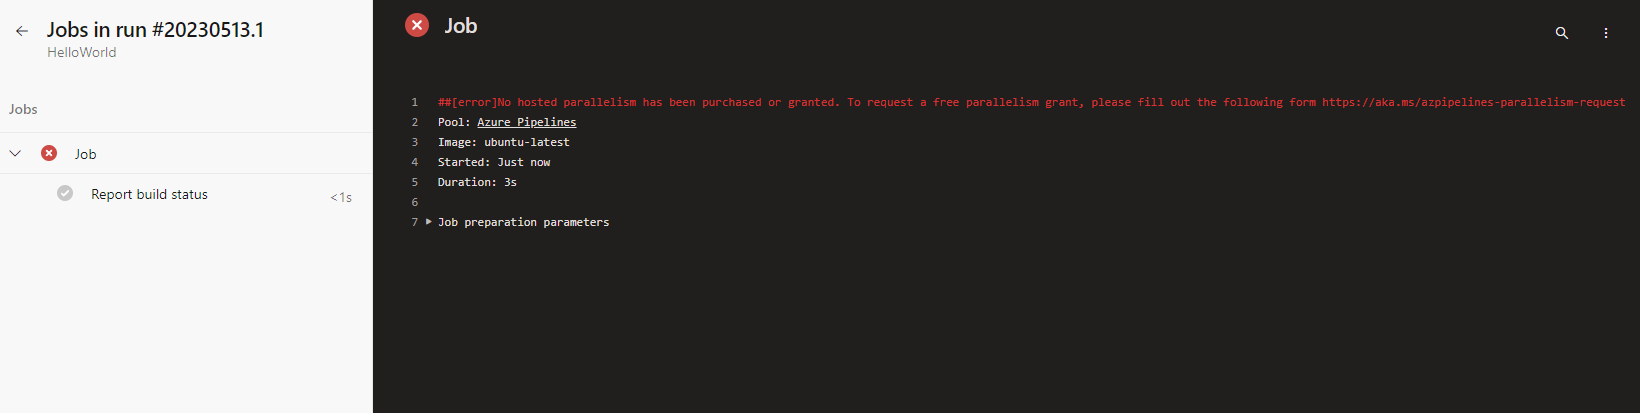 Jobs in run #20230513.1
HelloWorld
Jobs
Job
Report build status <1s
Job
1 ##[error]No hosted parallelism has been purchased or granted. To request a free parallelism grant, please fill out the following form https://aka.ms/azpipelines-parallelism-request
2 Pool: Azure Pipelines
3 Image: ubuntu-latest
4 Started: Just now
5 Duration: 3s
6
7 Job preparation parameters